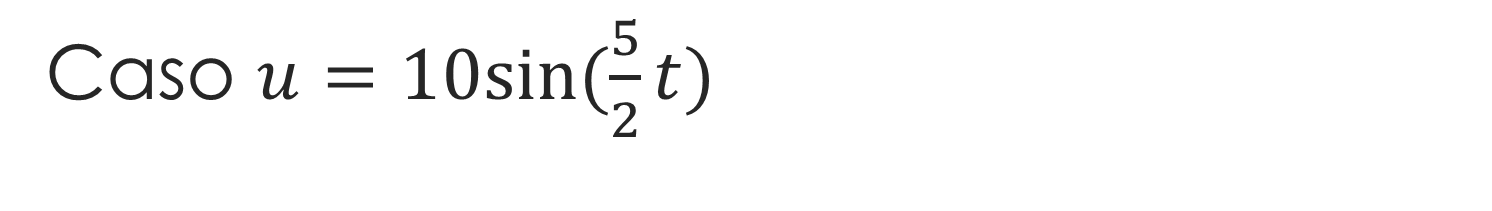 Caso 𝑢 = 10sin(5/2 𝑡)